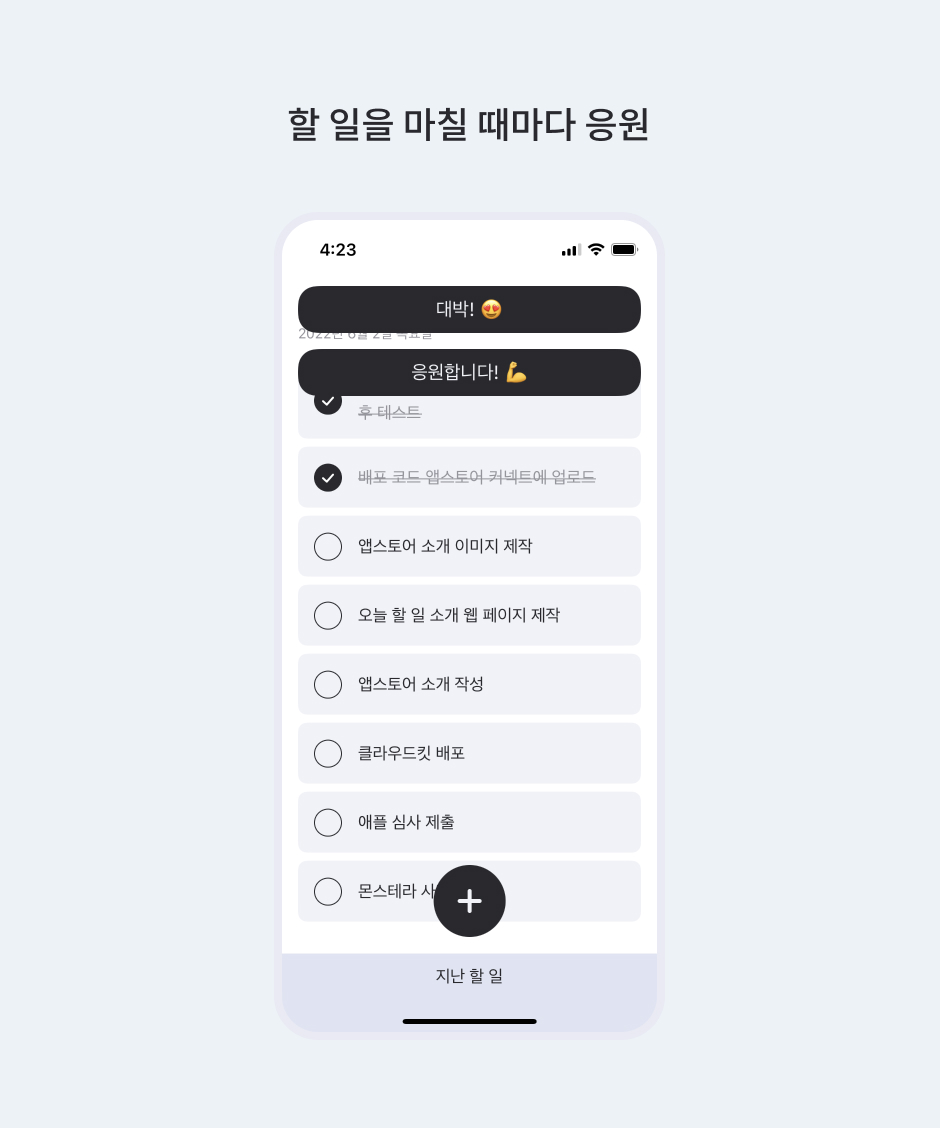 할 일을 마칠 때마다 응원
4:23
대박! 😍
2022년 6월 2일 목요일
응원합니다! 💪
후 테스트
배포 코드 앱스토어 커넥트에 업로드
앱스토어 소개 이미지 제작
오늘 할 일 소개 웹 페이지 제작
앱스토어 소개 작성
클라우드킷 배포
애플 심사 제출
몬스테라 사
지난 할 일